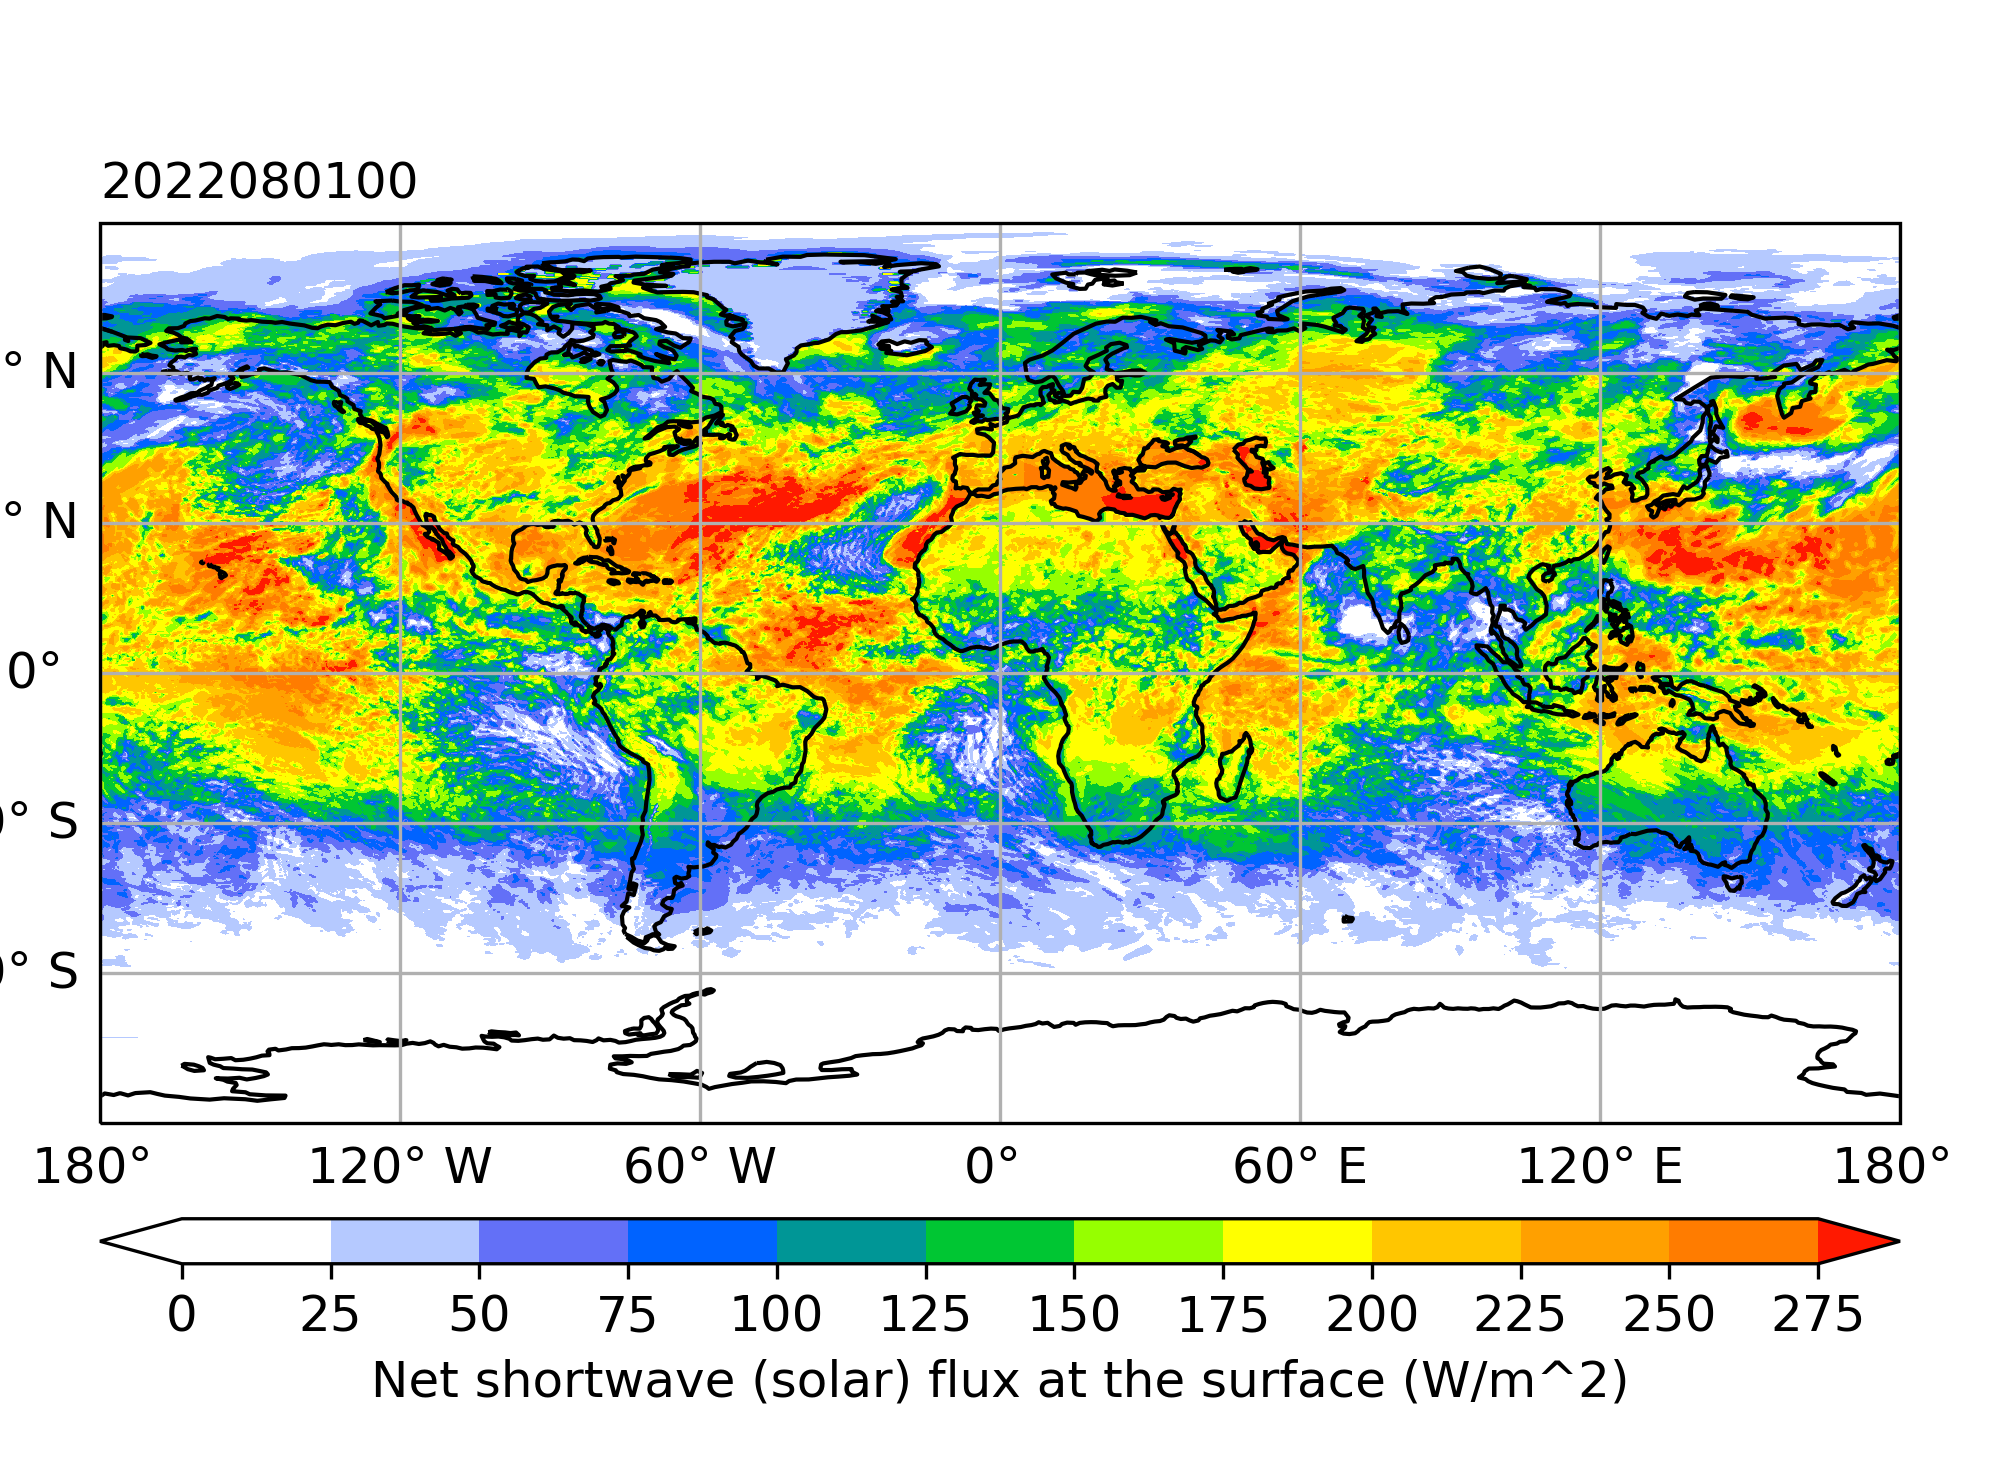 2022080100
° N
° N
0°
0° S
0° S
180° 120° W 60° W 0° 60° E 120° E 180°
0 25 50 75 100 125 150 175 200 225 250 275
Net shortwave (solar) flux at the surface (W/m^2)